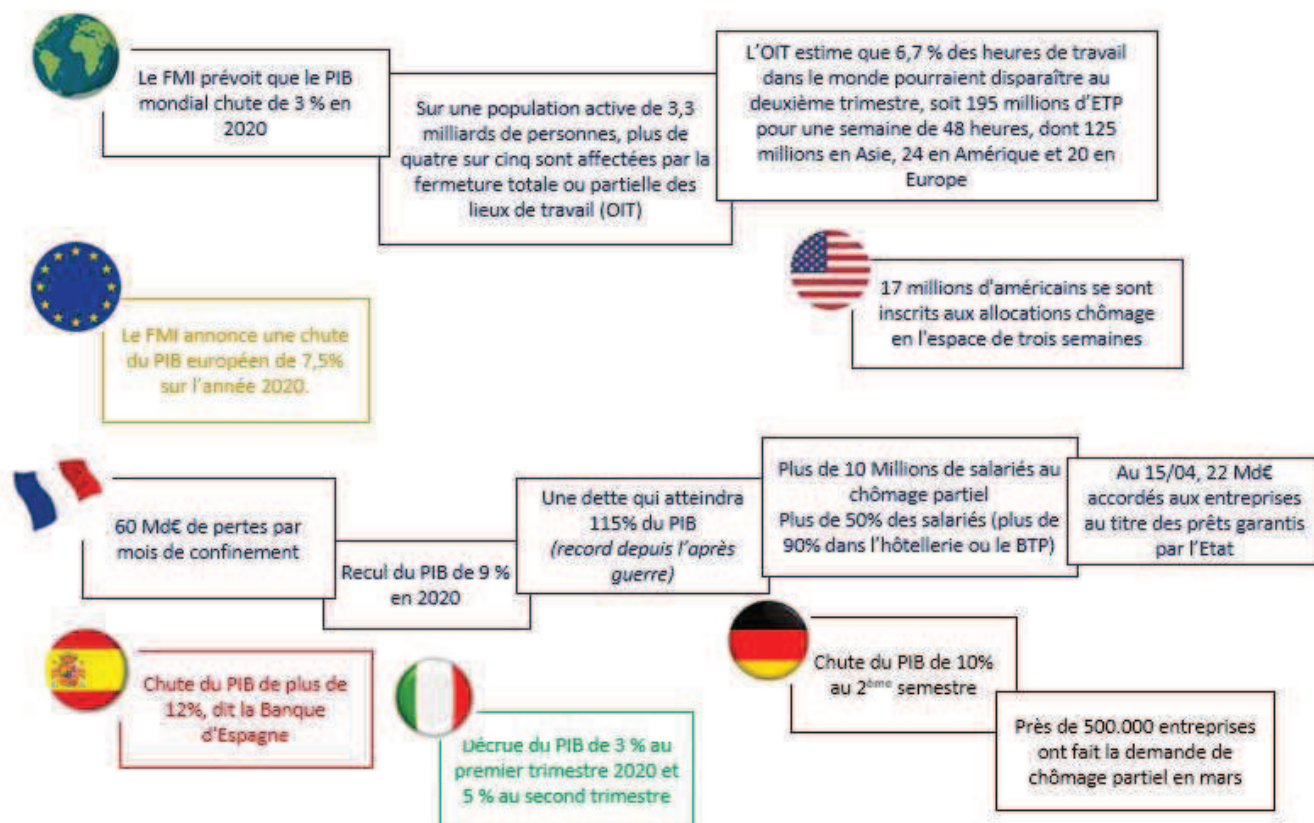 Le FMI prévoit que le PIB
mondial chute de 3 % en
2020
Sur une population active de 3,3
milliards de personnes, plus de
quatre sur cinq sont affectées par la
fermeture totale ou partielle des
lieux de travail (OIT)
L'OIT estime que 6,7 % des heures de travail
dans le monde pourraient disparaître au
deuxième trimestre, soit 195 millions d'ETP
pour une semaine de 48 heures, dont 125
millions en Asie, 24 en Amérique et 20 en
Europe
Le FMI annonce une chute
du PIB européen de 7,5%
sur l'année 2020.
17 millions d'américains se sont
inscrits aux allocations chômage
en l'espace de trois semaines
60 Md€ de pertes par
mois de confinement
Recul du PIB de 9 %
en 2020
Une dette qui atteindra
115% du PIB
(record depuis l'après
guerre)
Plus de 10 Millions de salariés au
chômage partiel
Plus de 50% des salariés (plus de
90% dans l'hôtellerie ou le BTP)
Au 15/04, 22 Md€
accordés aux entreprises
au titre des prêts garantis
par l'Etat
Chute du PIB de plus de
12%, dit la Banque
d'Espagne
Décrue du PIB de 3 % au
premier trimestre 2020 et
5 % au second trimestre
Chute du PIB de 10%
au 2ème semestre
Près de 500.000 entreprises
ont fait la demande de
chômage partiel en mars